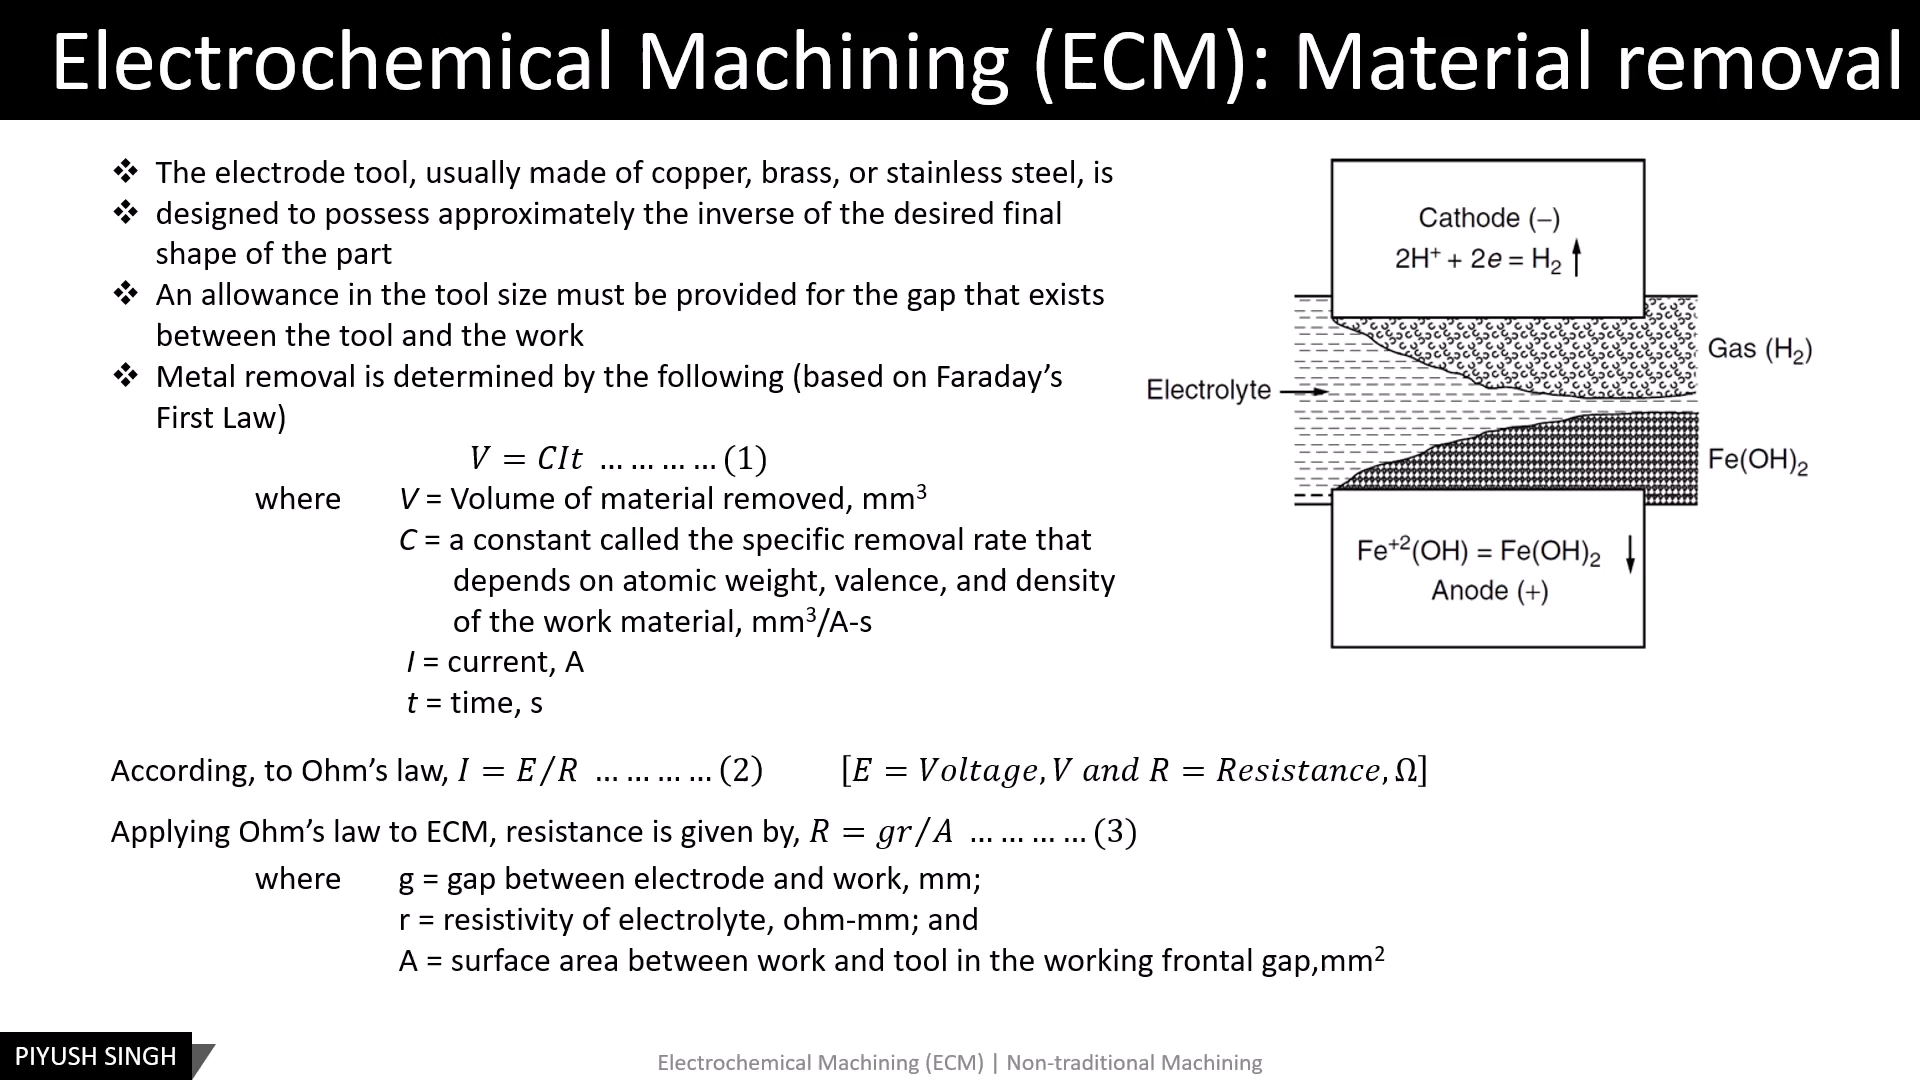 Electrochemical Machining (ECM): Material removal
❖ The electrode tool, usually made of copper, brass, or stainless steel, is
❖ designed to possess approximately the inverse of the desired final
shape of the part
❖ An allowance in the tool size must be provided for the gap that exists
between the tool and the work
❖ Metal removal is determined by the following (based on Faraday’s
First Law)
V = CIt … … … … (1)
where V = Volume of material removed, mm³
C = a constant called the specific removal rate that
depends on atomic weight, valence, and density
of the work material, mm³/A-s
I = current, A
t = time, s
According, to Ohm’s law, I = E/R … … … … (2) [E = Voltage, V and R = Resistance, Ω]
Applying Ohm’s law to ECM, resistance is given by, R = gr/A … … … … (3)
where g = gap between electrode and work, mm;
r = resistivity of electrolyte, ohm-mm; and
A = surface area between work and tool in the working frontal gap,mm²
Cathode (–)
2H⁺ + 2e = H₂ ↑
Gas (H₂)
Electrolyte
Fe(OH)₂
Fe⁺²(OH) = Fe(OH)₂ ↓
Anode (+)
PIYUSH SINGH
Electrochemical Machining (ECM) | Non-traditional Machining